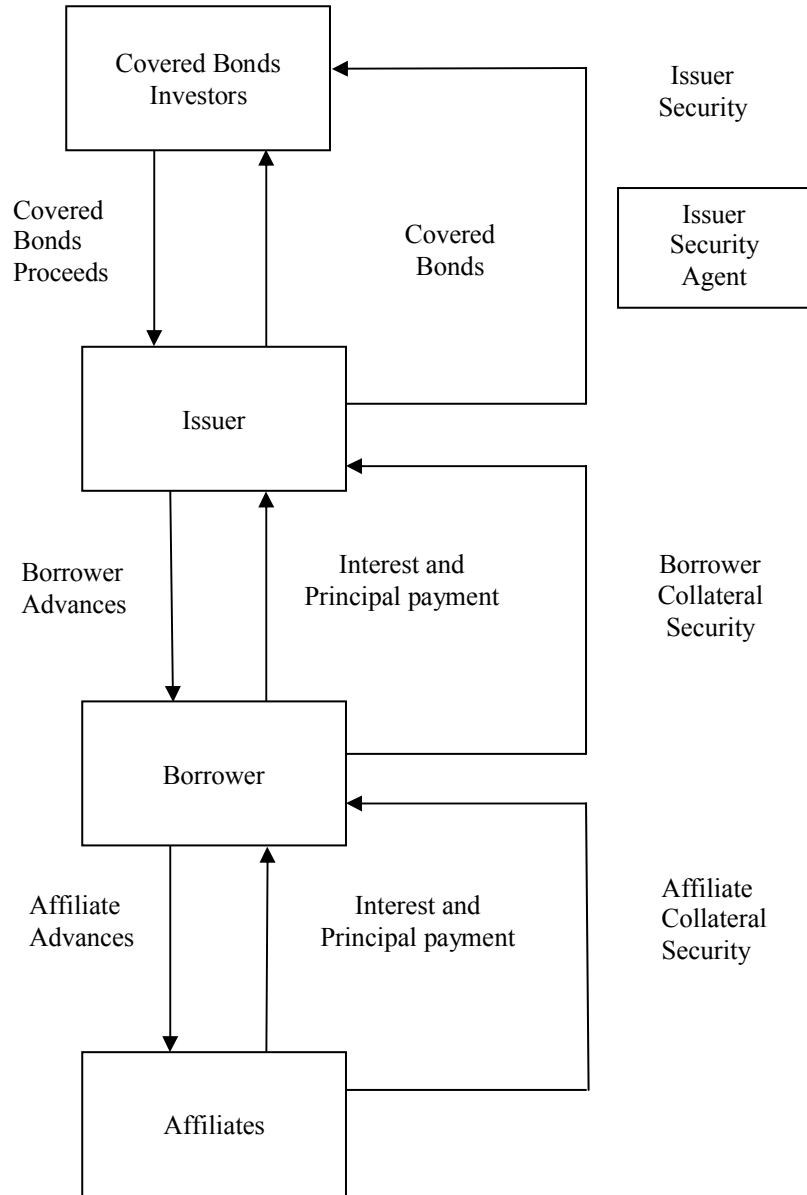 Covered Bonds
Investors
Issuer
Security
Covered
Bonds
Proceeds
Covered
Bonds
Issuer
Security
Agent
Issuer
Borrower
Advances
Interest and
Principal payment
Borrower
Collateral
Security
Borrower
Affiliate
Advances
Interest and
Principal payment
Affiliate
Collateral
Security
Affiliates